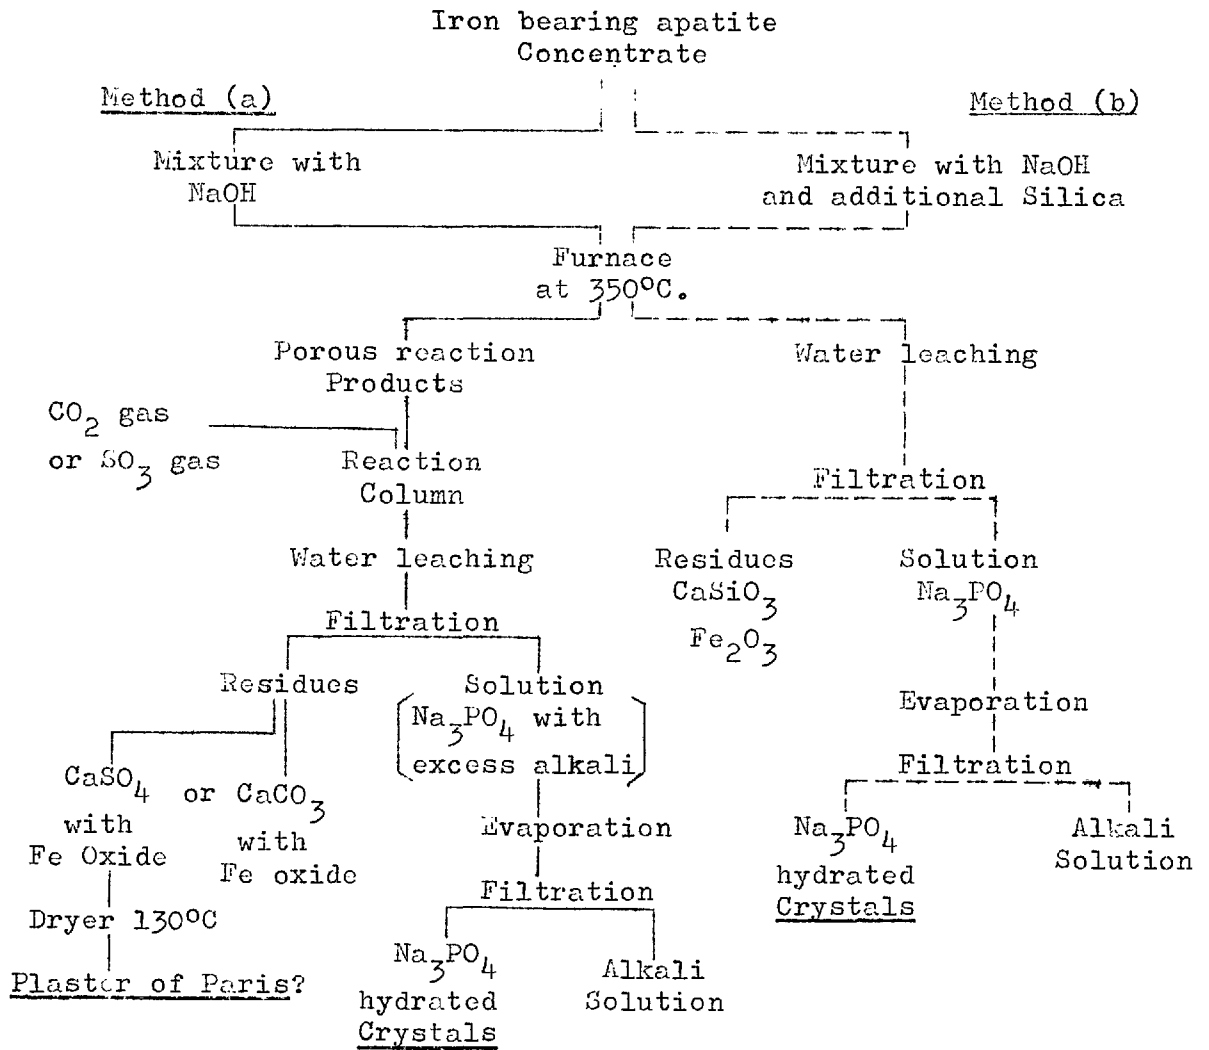 Iron bearing apatite
Concentrate
Method (a)
Method (b)
Mixture with
NaOH
Mixture with NaOH
and additional Silica
Furnace
at 350°C.
Porous reaction
Products
Water leaching
CO2 gas
or SO3 gas
Reaction
Column
Filtration
Water leaching
Residues
CaSiO3
Fe2O3
Solution
Na3PO4
Filtration
Residues
Solution
Na3PO4 with
excess alkali
Evaporation
Filtration
CaSO4
with
Fe Oxide
or CaCO3
with
Fe oxide
Evaporation
Na3PO4
hydrated
Crystals
Alkali
Solution
Filtration
Dryer 130°C
Plaster of Paris?
Na3PO4
hydrated
Crystals
Alkali
Solution